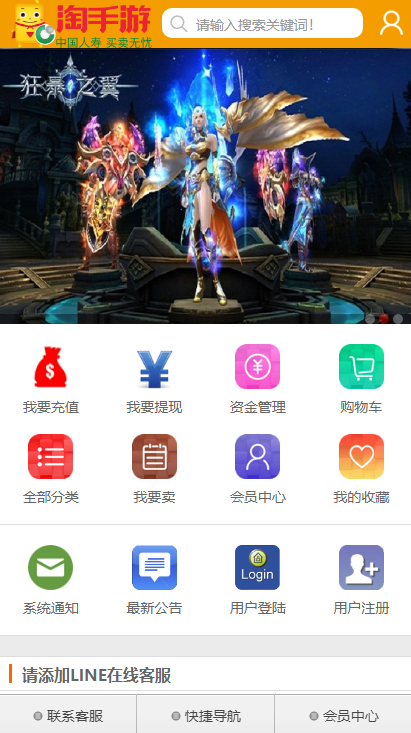 淘手游
中国人寿 买卖无忧
请输入搜索关键词!
狂暴之翼
我要充值 我要提现 资金管理 购物车
全部分类 我要卖 会员中心 我的收藏
Login
系统通知 最新公告 用户登陆 用户注册
请添加LINE在线客服
联系客服 快捷导航 会员中心